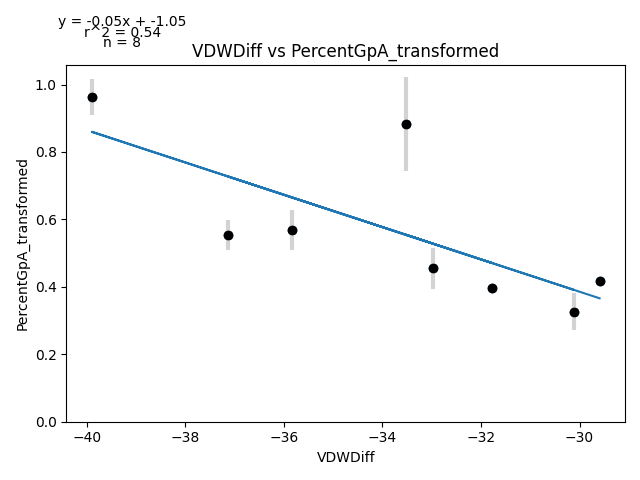 y = -0.05x + -1.05
r^2 = 0.54
n = 8
VDWDiff vs PercentGpA_transformed
1.0
0.8
0.6
0.4
0.2
0.0
PercentGpA_transformed
−40
−38
−36
−34
−32
−30
VDWDiff